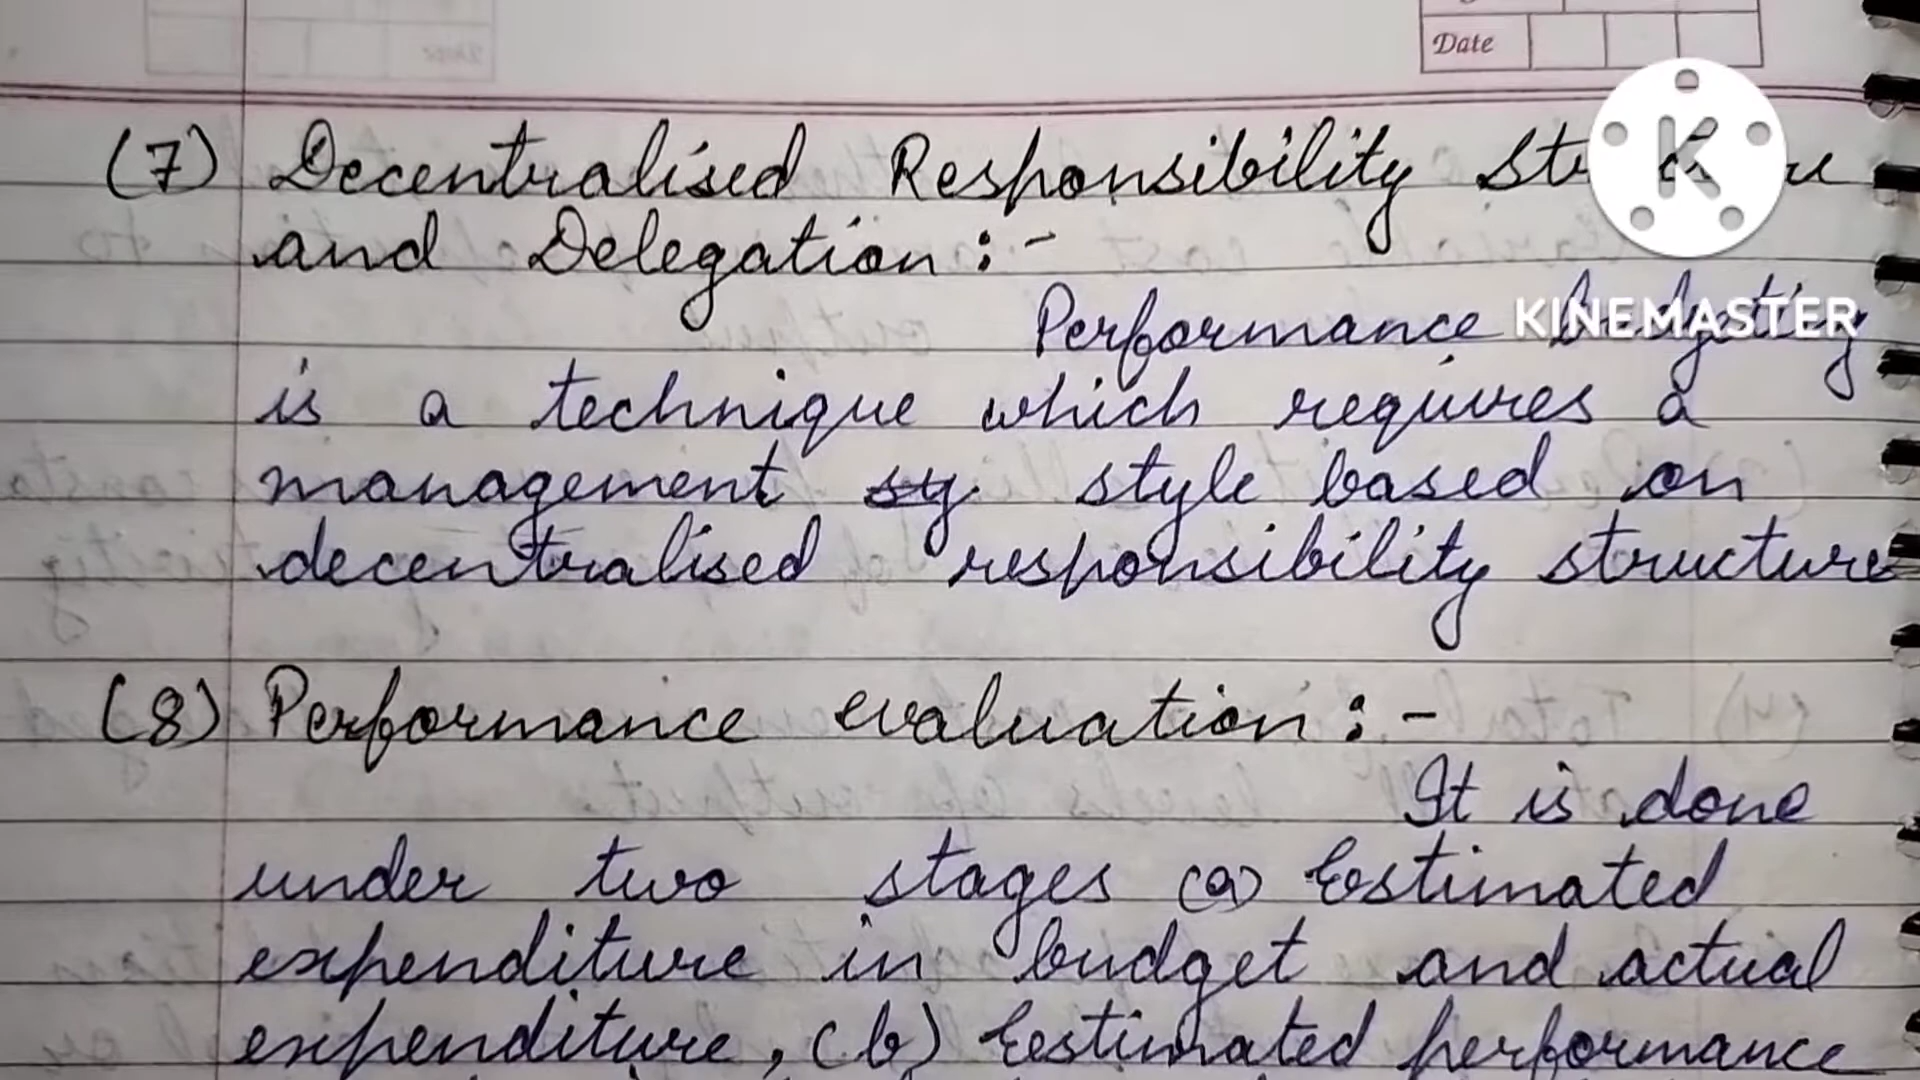 Date
(7) Decentralised Responsibility
and Delegation :-
Performance budgeting
KINEMASTER
is a technique which requires a
management sy style based on
decentralised responsibility structure
(8) Performance evaluation :-
It is done
under two stages (a) Estimated
expenditure in budget and actual
expenditure, (b) Estimated performance